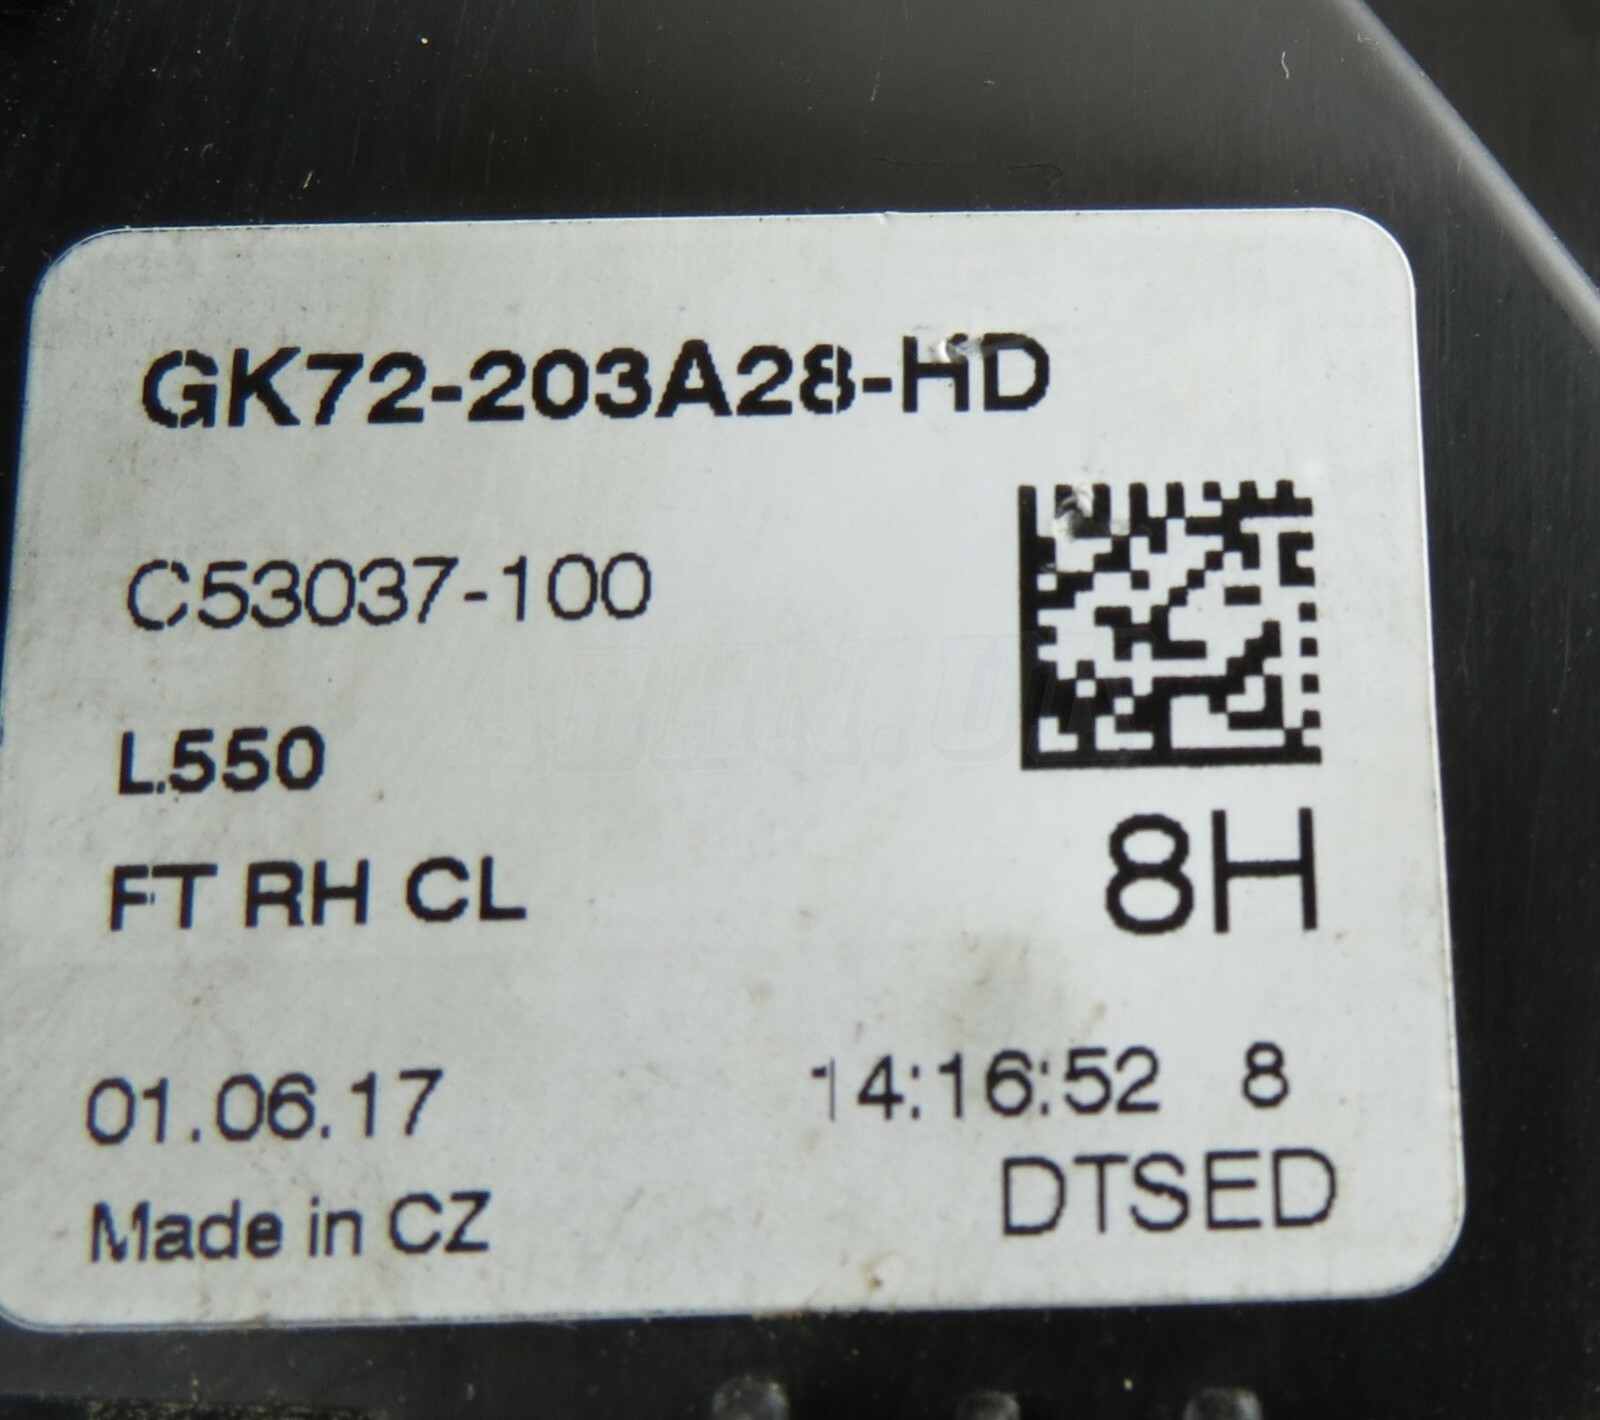 GK72-203A28-HD
C53037-100
L550
FT RH CL
8H
01.06.17 14:16:52 8
Made in CZ DTSED